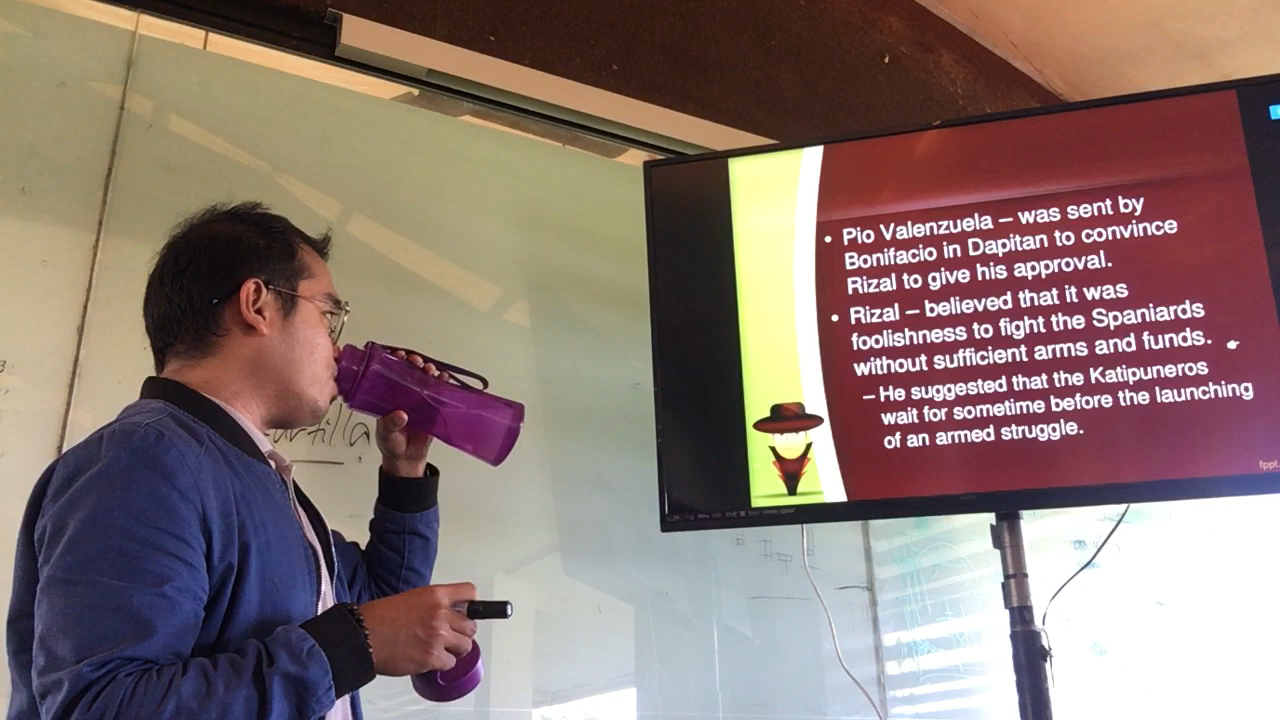 • Pio Valenzuela – was sent by
Bonifacio in Dapitan to convince
Rizal to give his approval.
• Rizal – believed that it was
foolishness to fight the Spaniards
without sufficient arms and funds.
– He suggested that the Katipuneros
wait for sometime before the launching
of an armed struggle.
fppt